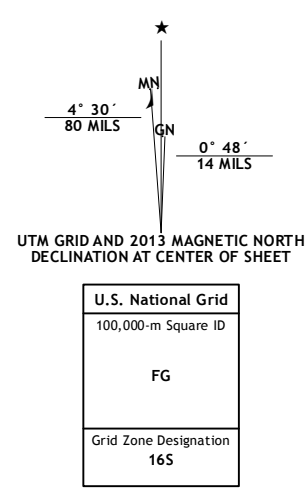 ★
MN
4° 30´
80 MILS
GN
0° 48´
14 MILS
UTM GRID AND 2013 MAGNETIC NORTH
DECLINATION AT CENTER OF SHEET
U.S. National Grid
100,000-m Square ID
FG
Grid Zone Designation
16S